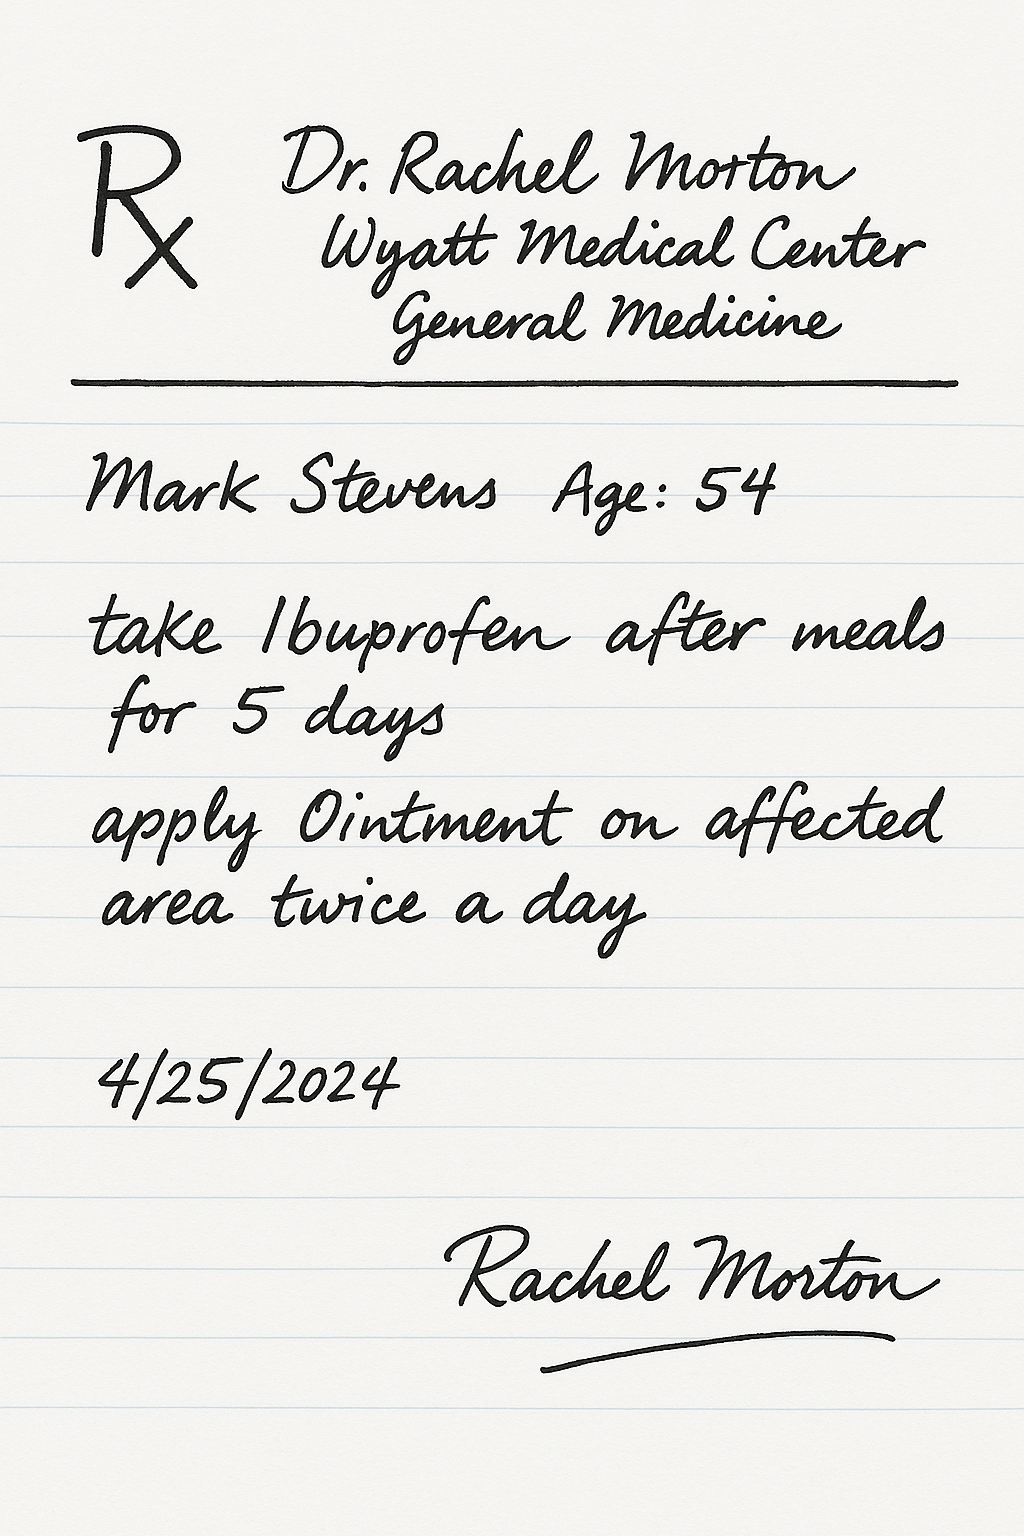 Rx
Dr. Rachel Morton
Wyatt Medical Center
General Medicine
Mark Stevens Age: 54
take Ibuprofen after meals
for 5 days
apply Ointment on affected
area twice a day
4/25/2024
Rachel Morton